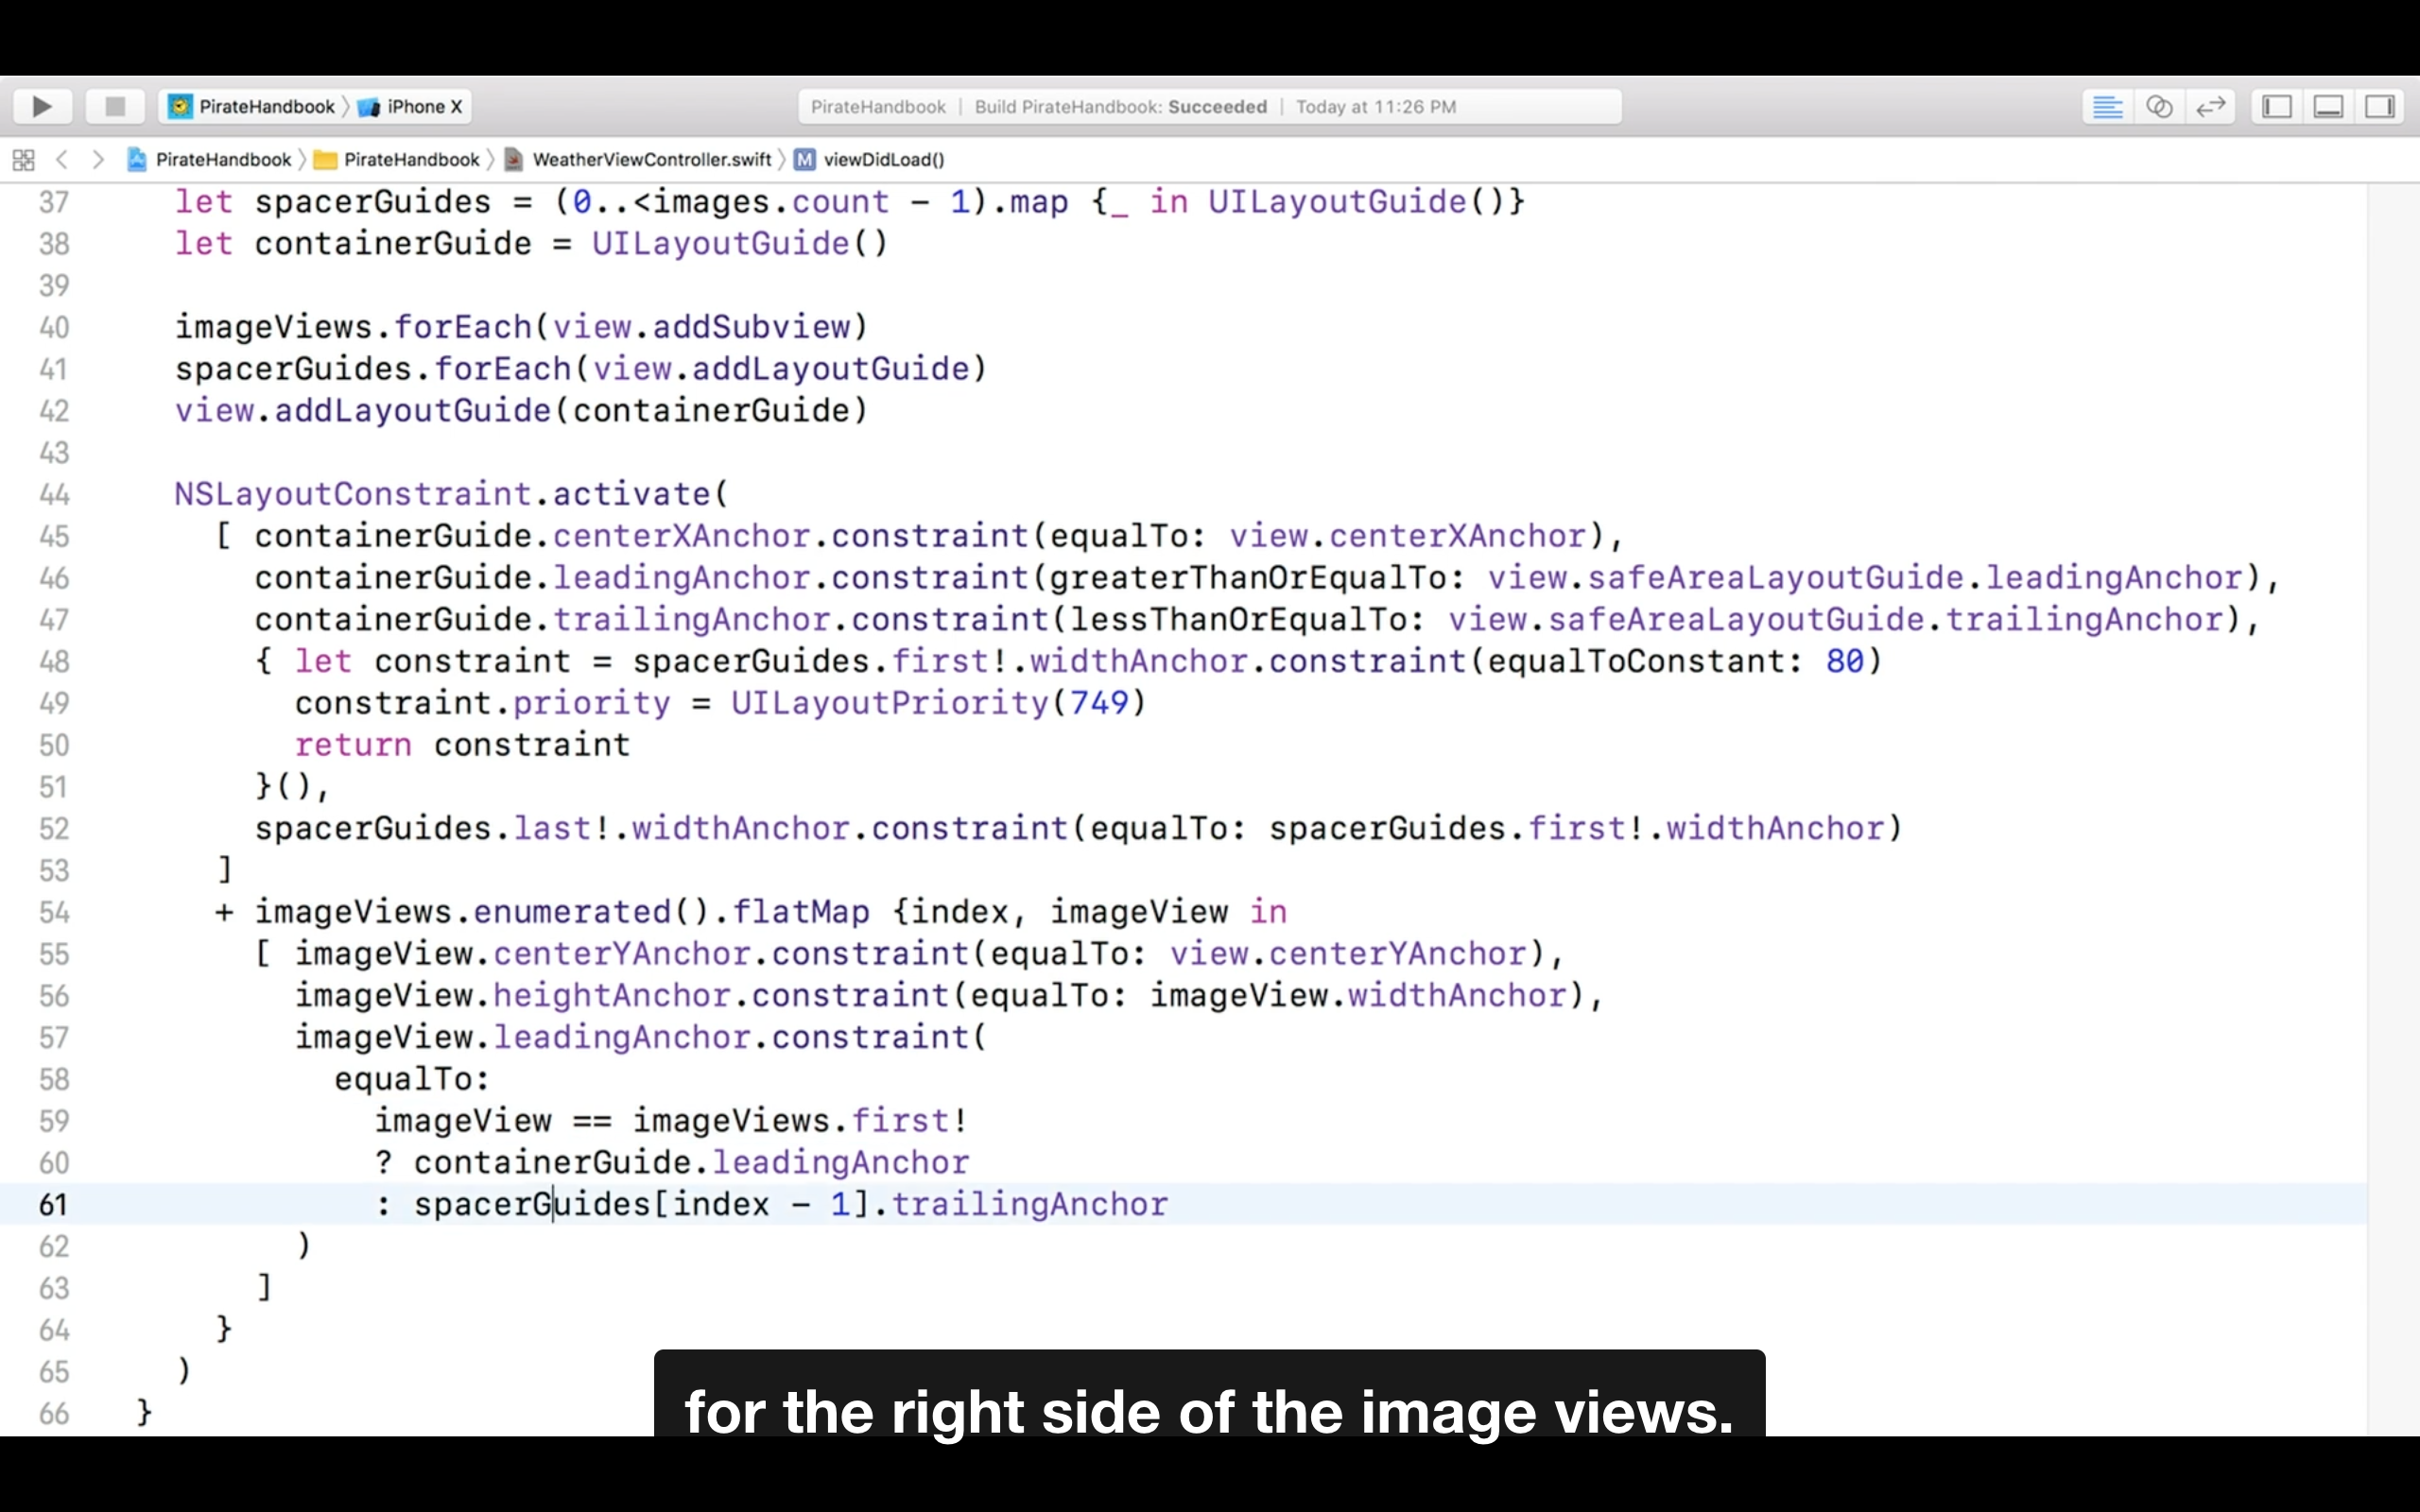 PirateHandbook 〉 iPhone X
PirateHandbook | Build PirateHandbook: Succeeded | Today at 11:26 PM
PirateHandbook 〉 PirateHandbook 〉 WeatherViewController.swift 〉 M viewDidLoad()
37 let spacerGuides = (0..<images.count - 1).map {_ in UILayoutGuide()}
38 let containerGuide = UILayoutGuide()
39
40 imageViews.forEach(view.addSubview)
41 spacerGuides.forEach(view.addLayoutGuide)
42 view.addLayoutGuide(containerGuide)
43
44 NSLayoutConstraint.activate(
45 [ containerGuide.centerXAnchor.constraint(equalTo: view.centerXAnchor),
46 containerGuide.leadingAnchor.constraint(greaterThanOrEqualTo: view.safeAreaLayoutGuide.leadingAnchor),
47 containerGuide.trailingAnchor.constraint(lessThanOrEqualTo: view.safeAreaLayoutGuide.trailingAnchor),
48 { let constraint = spacerGuides.first!.widthAnchor.constraint(equalToConstant: 80)
49 constraint.priority = UILayoutPriority(749)
50 return constraint
51 }(),
52 spacerGuides.last!.widthAnchor.constraint(equalTo: spacerGuides.first!.widthAnchor)
53 ]
54 + imageViews.enumerated().flatMap {index, imageView in
55 [ imageView.centerYAnchor.constraint(equalTo: view.centerYAnchor),
56 imageView.heightAnchor.constraint(equalTo: imageView.widthAnchor),
57 imageView.leadingAnchor.constraint(
58 equalTo:
59 imageView == imageViews.first!
60 ? containerGuide.leadingAnchor
61 : spacerGuides[index - 1].trailingAnchor
62 )
63 ]
64 }
65 )
66 }
for the right side of the image views.